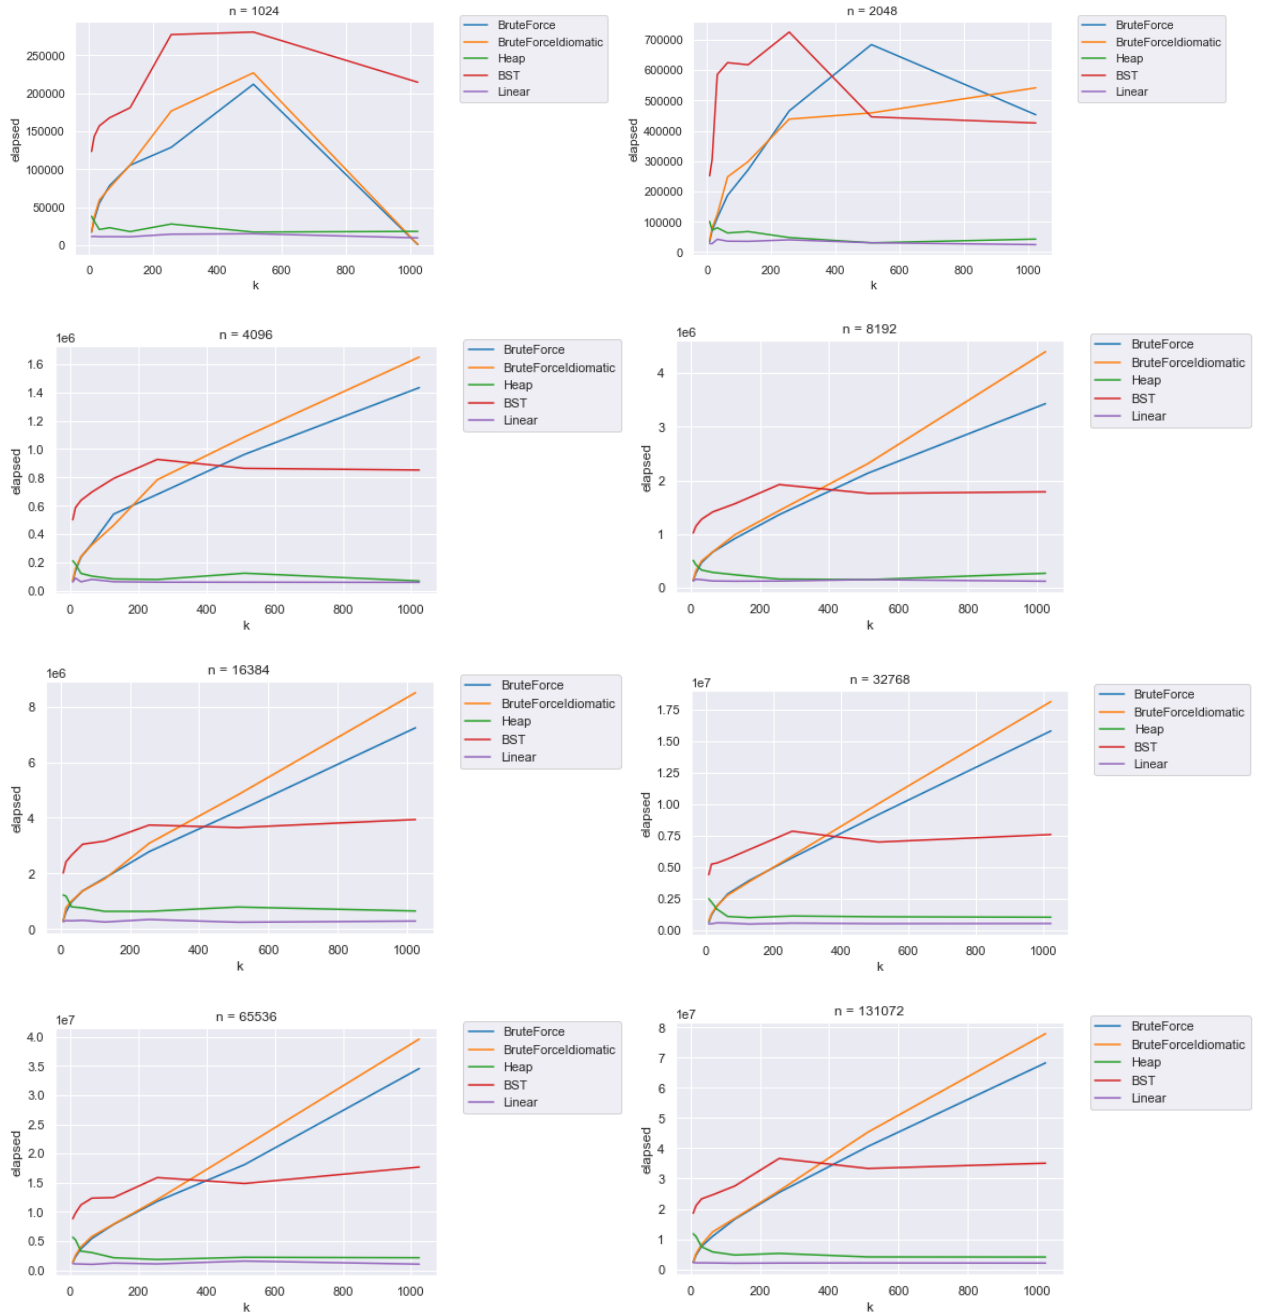 n = 1024
250000
200000
150000
100000
50000
0
elapsed
0 200 400 600 800 1000
k
BruteForce
BruteForceIdiomatic
Heap
BST
Linear
n = 2048
700000
600000
500000
400000
300000
200000
100000
0
elapsed
0 200 400 600 800 1000
k
BruteForce
BruteForceIdiomatic
Heap
BST
Linear
1e6
n = 4096
1.6
1.4
1.2
1.0
0.8
0.6
0.4
0.2
0.0
elapsed
0 200 400 600 800 1000
k
BruteForce
BruteForceIdiomatic
Heap
BST
Linear
1e6
n = 8192
4
3
2
1
0
elapsed
0 200 400 600 800 1000
k
BruteForce
BruteForceIdiomatic
Heap
BST
Linear
1e6
n = 16384
8
6
4
2
0
elapsed
0 200 400 600 800 1000
k
BruteForce
BruteForceIdiomatic
Heap
BST
Linear
1e7
n = 32768
1.75
1.50
1.25
1.00
0.75
0.50
0.25
0.00
elapsed
0 200 400 600 800 1000
k
BruteForce
BruteForceIdiomatic
Heap
BST
Linear
1e7
n = 65536
4.0
3.5
3.0
2.5
2.0
1.5
1.0
0.5
0.0
elapsed
0 200 400 600 800 1000
k
BruteForce
BruteForceIdiomatic
Heap
BST
Linear
1e7
n = 131072
8
7
6
5
4
3
2
1
0
elapsed
0 200 400 600 800 1000
k
BruteForce
BruteForceIdiomatic
Heap
BST
Linear